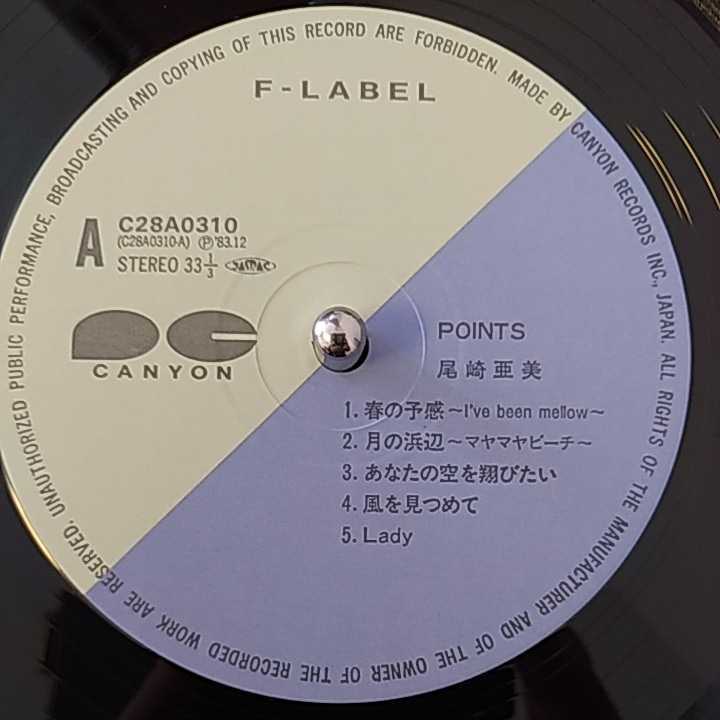 UNAUTHORIZED PUBLIC PERFORMANCE, BROADCASTING AND COPYING OF THIS RECORD ARE FORBIDDEN. MADE BY CANYON RECORDS INC., JAPAN. ALL RIGHTS OF THE MANUFACTURER AND OF THE OWNER OF THE RECORDED WORK ARE RESERVED.
F-LABEL
A
C28A0310
(C28A0310-A) Ⓟ'83.12
STEREO 33⅓ JASRAC
CANYON
POINTS
尾崎亜美
1. 春の予感〜I've been mellow〜
2. 月の浜辺〜マヤマヤビーチ〜
3. あなたの空を翔びたい
4. 風を見つめて
5. Lady